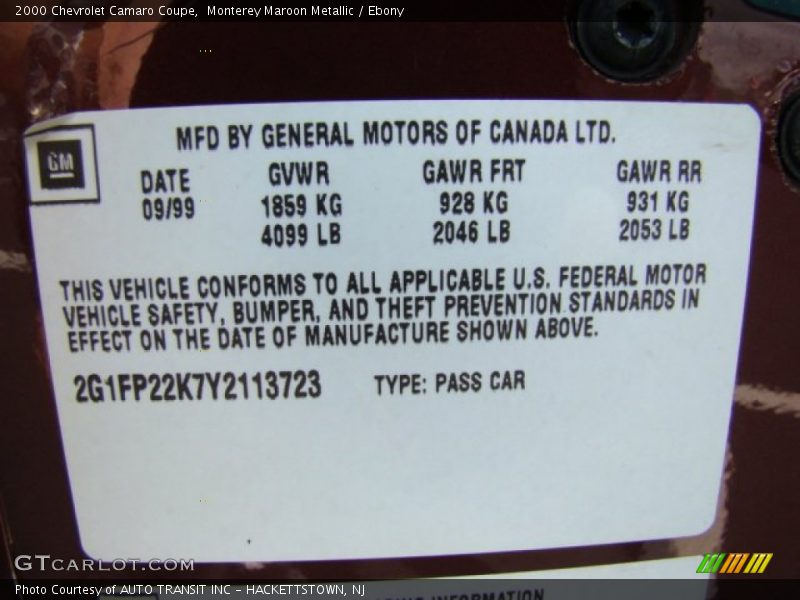 2000 Chevrolet Camaro Coupe, Monterey Maroon Metallic / Ebony
MFD BY GENERAL MOTORS OF CANADA LTD.
GM
DATE GVWR GAWR FRT GAWR RR
09/99 1859 KG 928 KG 931 KG
4099 LB 2046 LB 2053 LB
THIS VEHICLE CONFORMS TO ALL APPLICABLE U.S. FEDERAL MOTOR
VEHICLE SAFETY, BUMPER, AND THEFT PREVENTION STANDARDS IN
EFFECT ON THE DATE OF MANUFACTURE SHOWN ABOVE.
2G1FP22K7Y2113723 TYPE: PASS CAR
GTCARLOT.COM
Photo Courtesy of AUTO TRANSIT INC - HACKETTSTOWN, NJ
INFORMATION